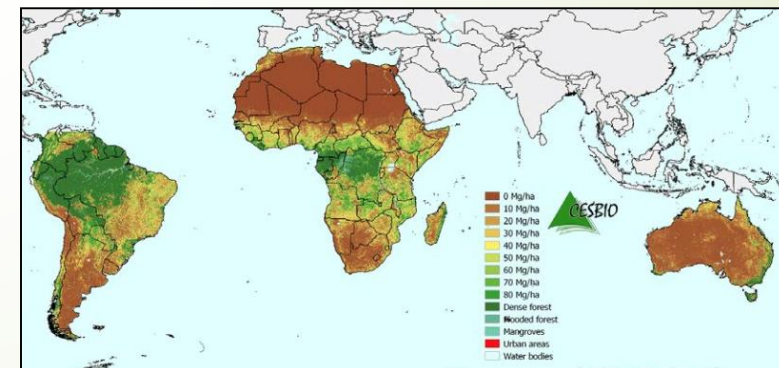 0 Mg/ha
10 Mg/ha
20 Mg/ha
30 Mg/ha
40 Mg/ha
50 Mg/ha
60 Mg/ha
70 Mg/ha
80 Mg/ha
Dense forest
flooded forest
Mangroves
Urban areas
Water bodies
CESBIO